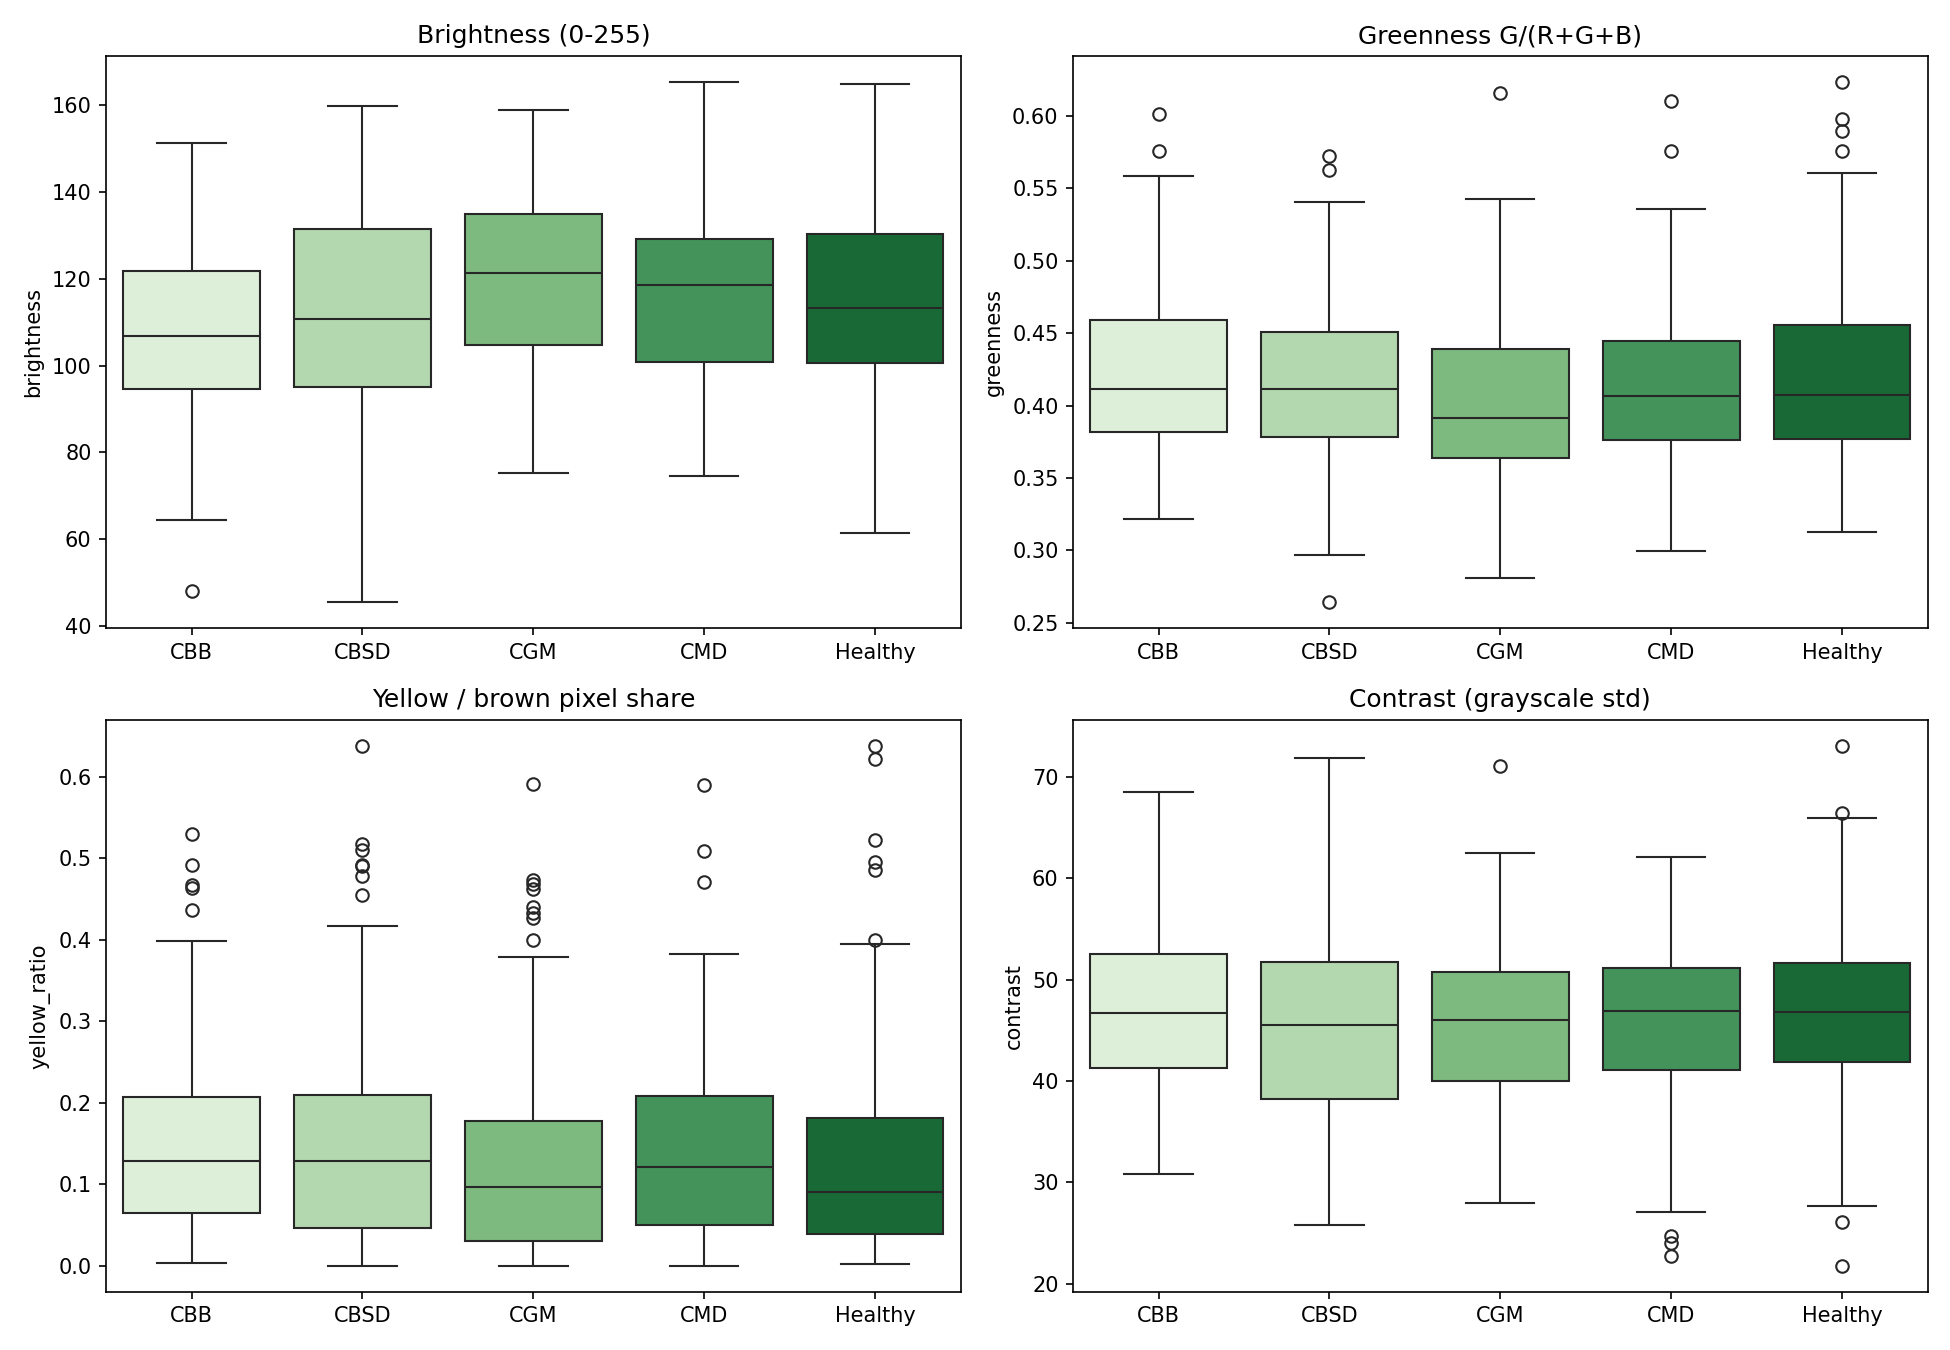 Brightness (0-255)
160
140
120
100
80
60
40
brightness
CBB CBSD CGM CMD Healthy
Greenness G/(R+G+B)
0.60
0.55
0.50
0.45
0.40
0.35
0.30
0.25
greenness
CBB CBSD CGM CMD Healthy
Yellow / brown pixel share
0.6
0.5
0.4
0.3
0.2
0.1
0.0
yellow_ratio
CBB CBSD CGM CMD Healthy
Contrast (grayscale std)
70
60
50
40
30
20
contrast
CBB CBSD CGM CMD Healthy